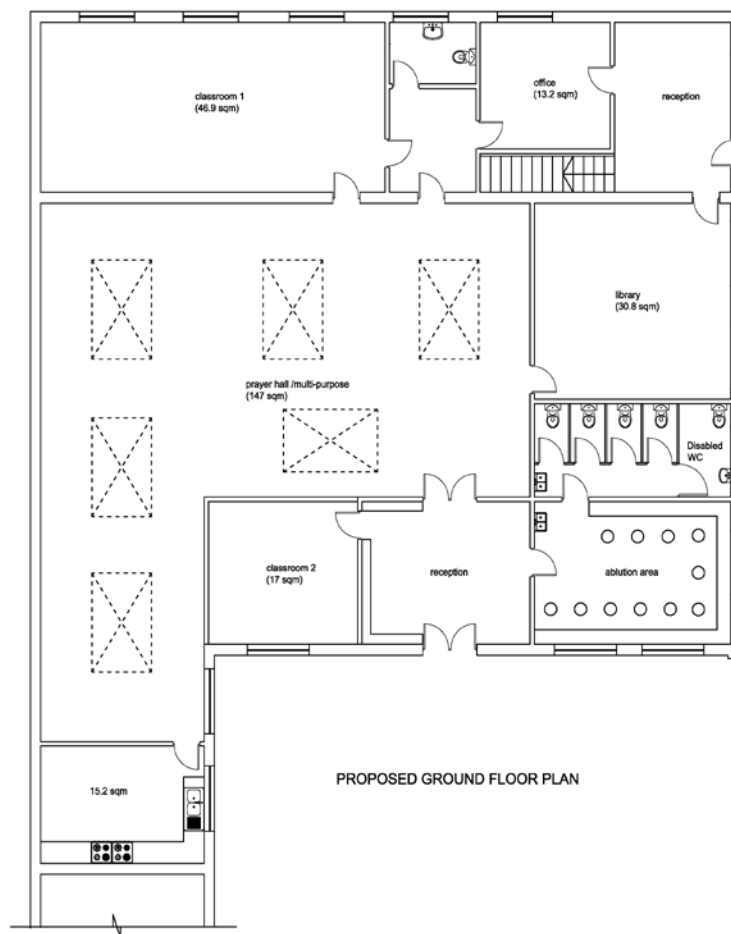 classroom 1
(46.9 sqm)
office
(13.2 sqm)
reception
library
(30.8 sqm)
prayer hall /multi-purpose
(147 sqm)
Disabled
WC
classroom 2
(17 sqm)
reception
ablution area
15.2 sqm
PROPOSED GROUND FLOOR PLAN